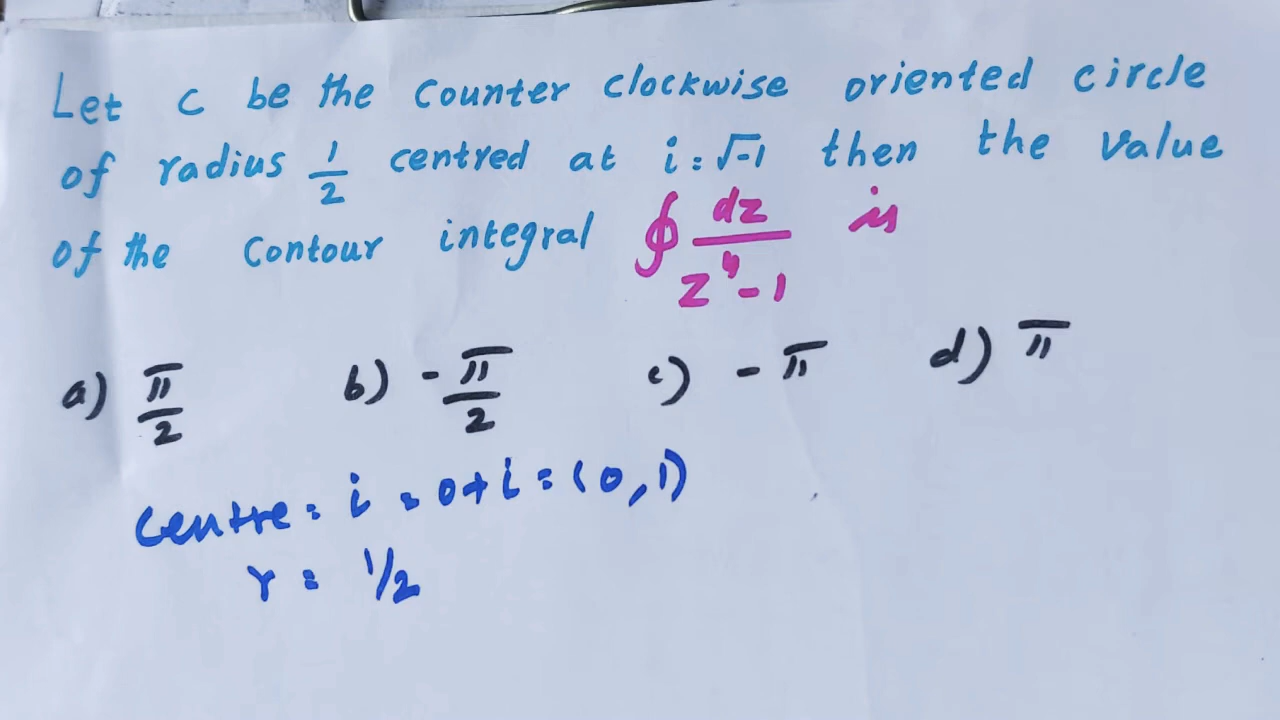 Let c be the counter clockwise oriented circle
of radius 1/2 centred at i = √-1 then the value
of the contour integral ∮ dz/(z⁴-1) is
a) π/2 b) -π/2 c) -π d) π
Centre = i = 0+i = (0,1)
r = 1/2